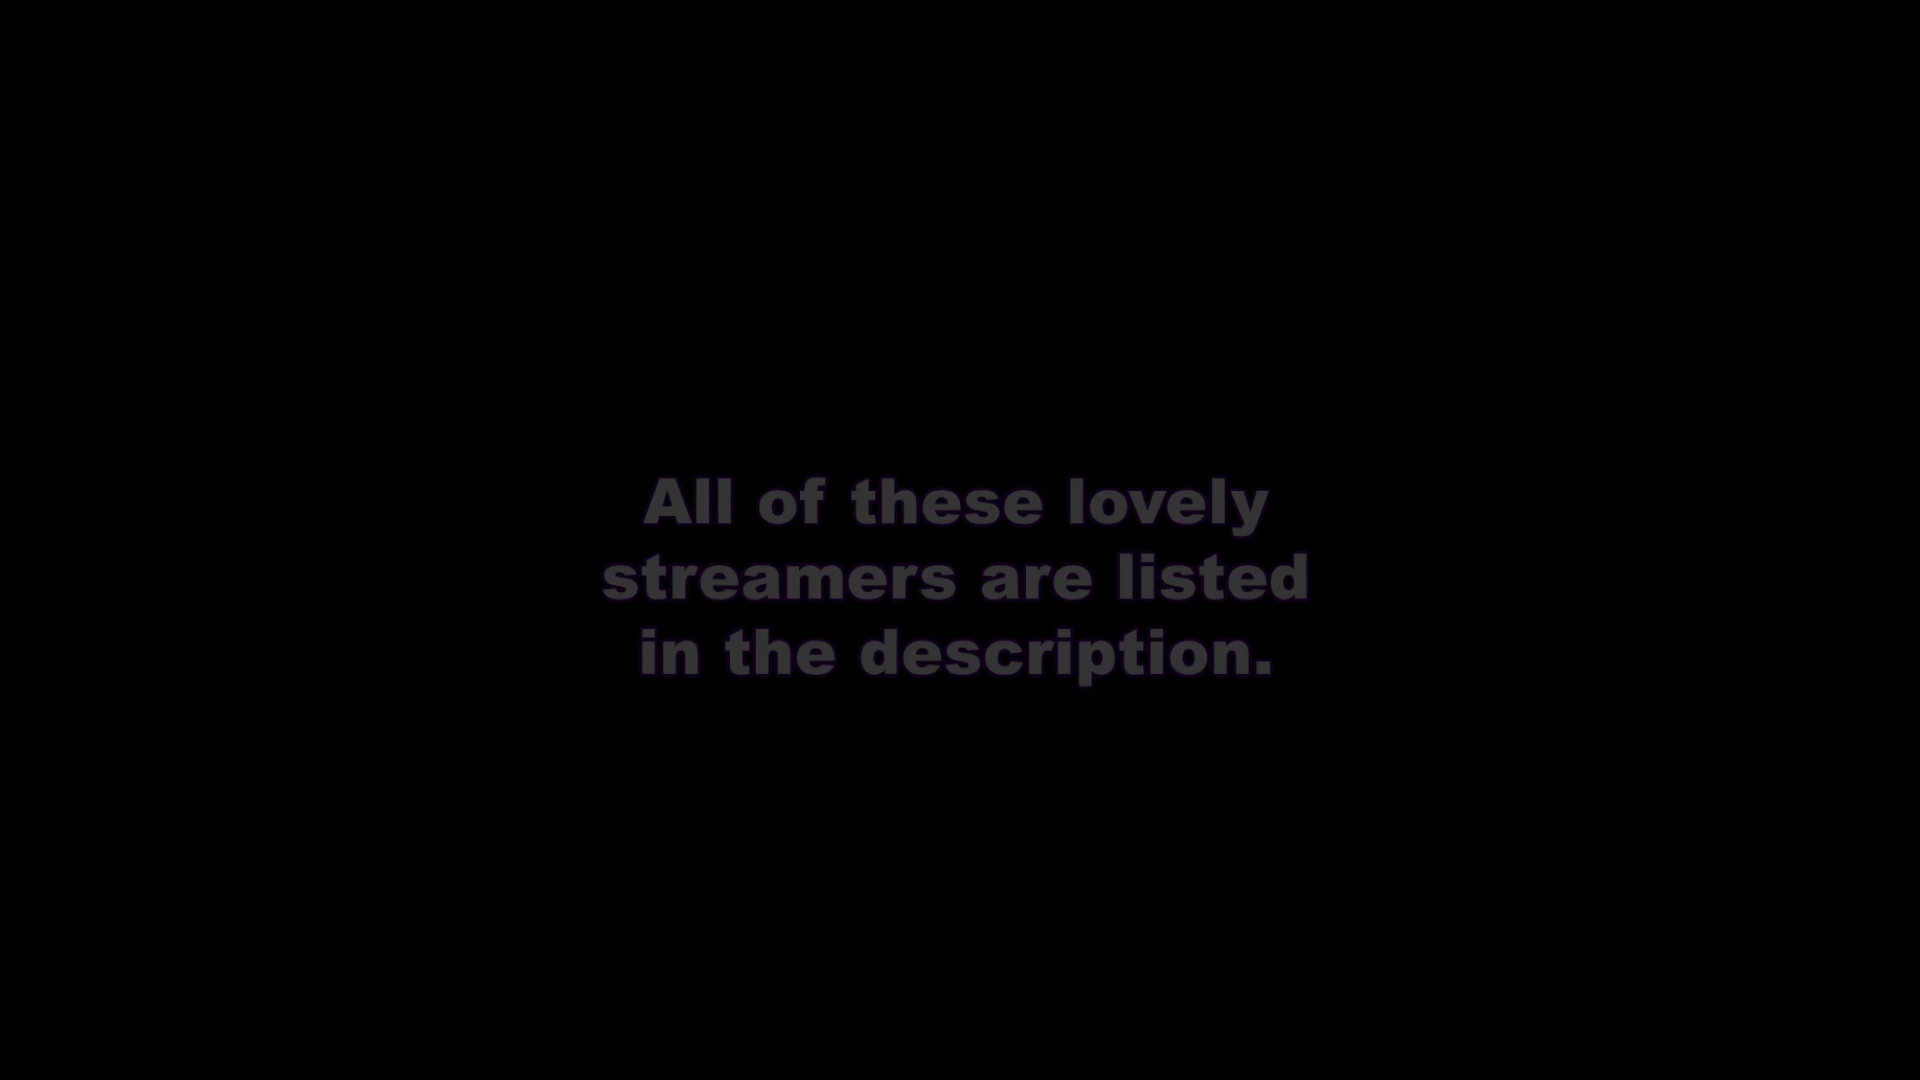 All of these lovely
streamers are listed
in the description.